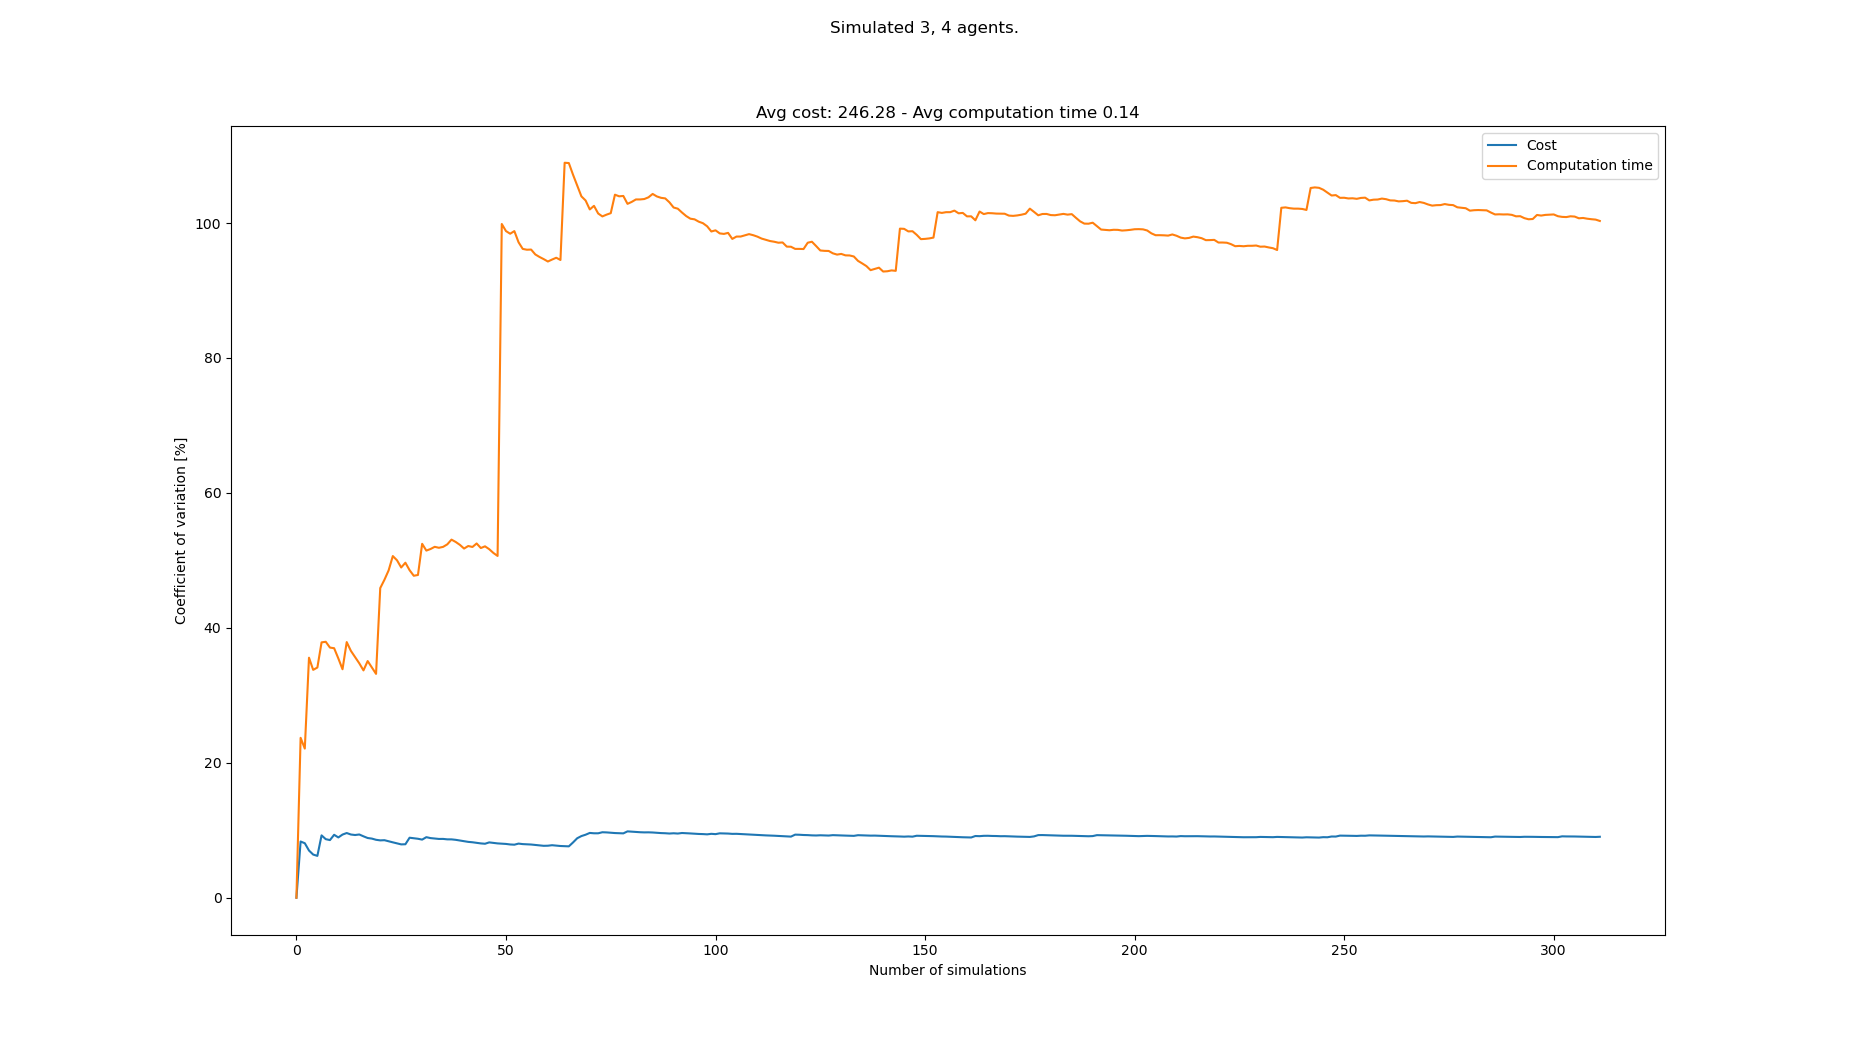 Simulated 3, 4 agents.
Avg cost: 246.28 - Avg computation time 0.14
Cost
Computation time
Coefficient of variation [%]
100
80
60
40
20
0
0 50 100 150 200 250 300
Number of simulations